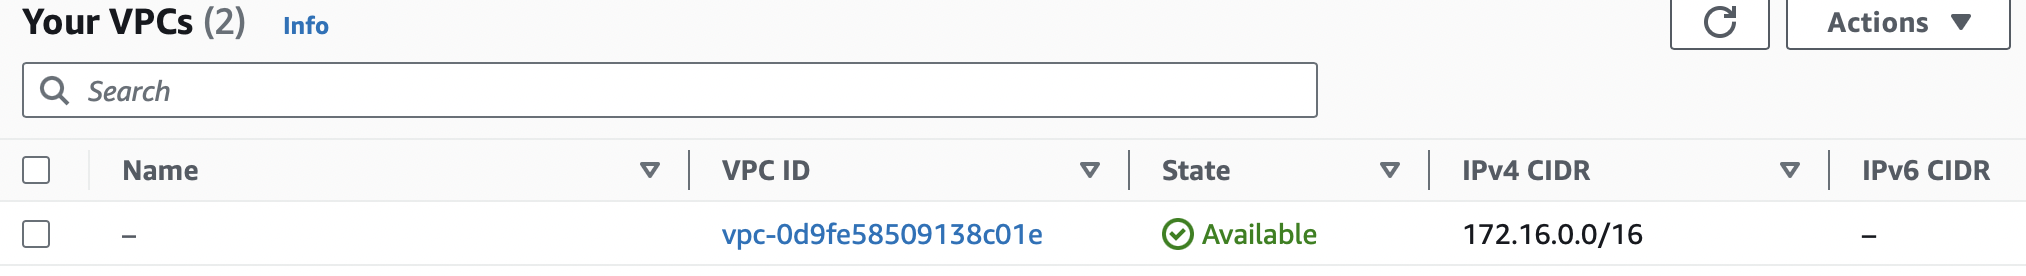 Your VPCs (2) Info Actions
Search
Name VPC ID State IPv4 CIDR IPv6 CIDR
– vpc-0d9fe58509138c01e Available 172.16.0.0/16 –